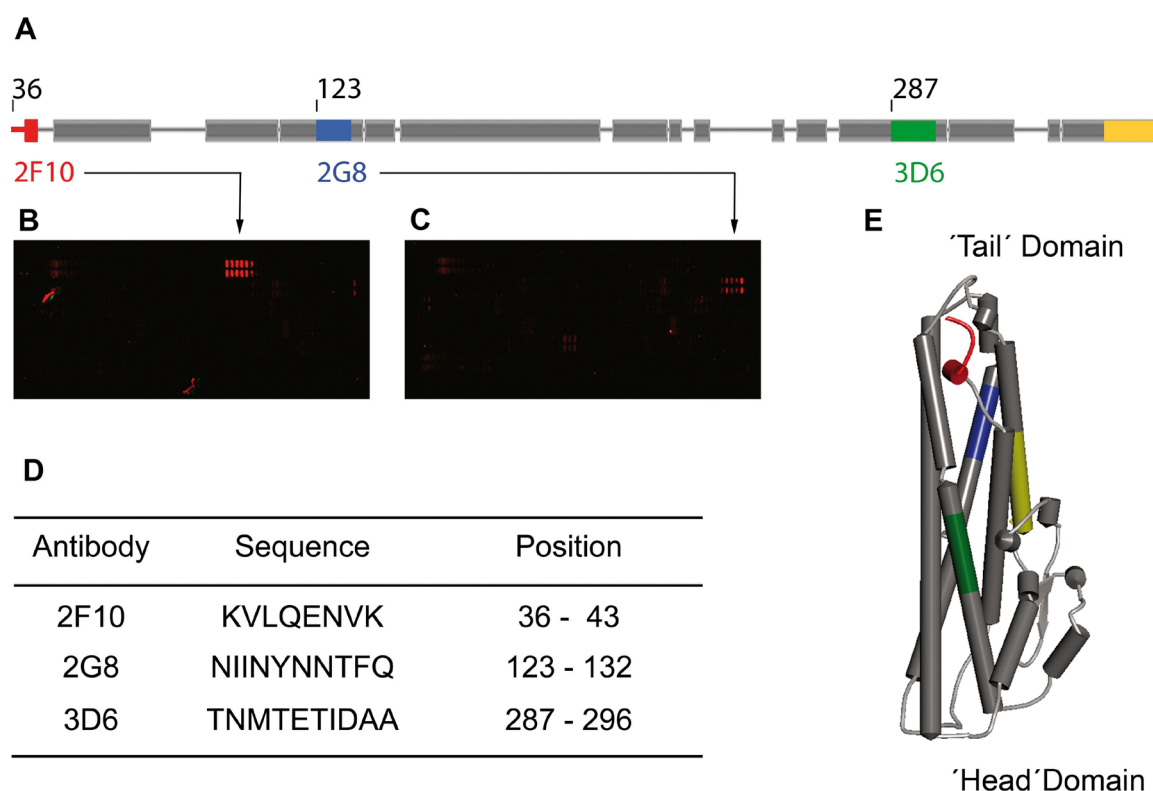 A
36 123 287
2F10 2G8 3D6
B C E
´Tail´ Domain
D
Antibody Sequence Position
2F10 KVLQENVK 36 - 43
2G8 NIINYNNTFQ 123 - 132
3D6 TNMTETIDAA 287 - 296
´Head´Domain